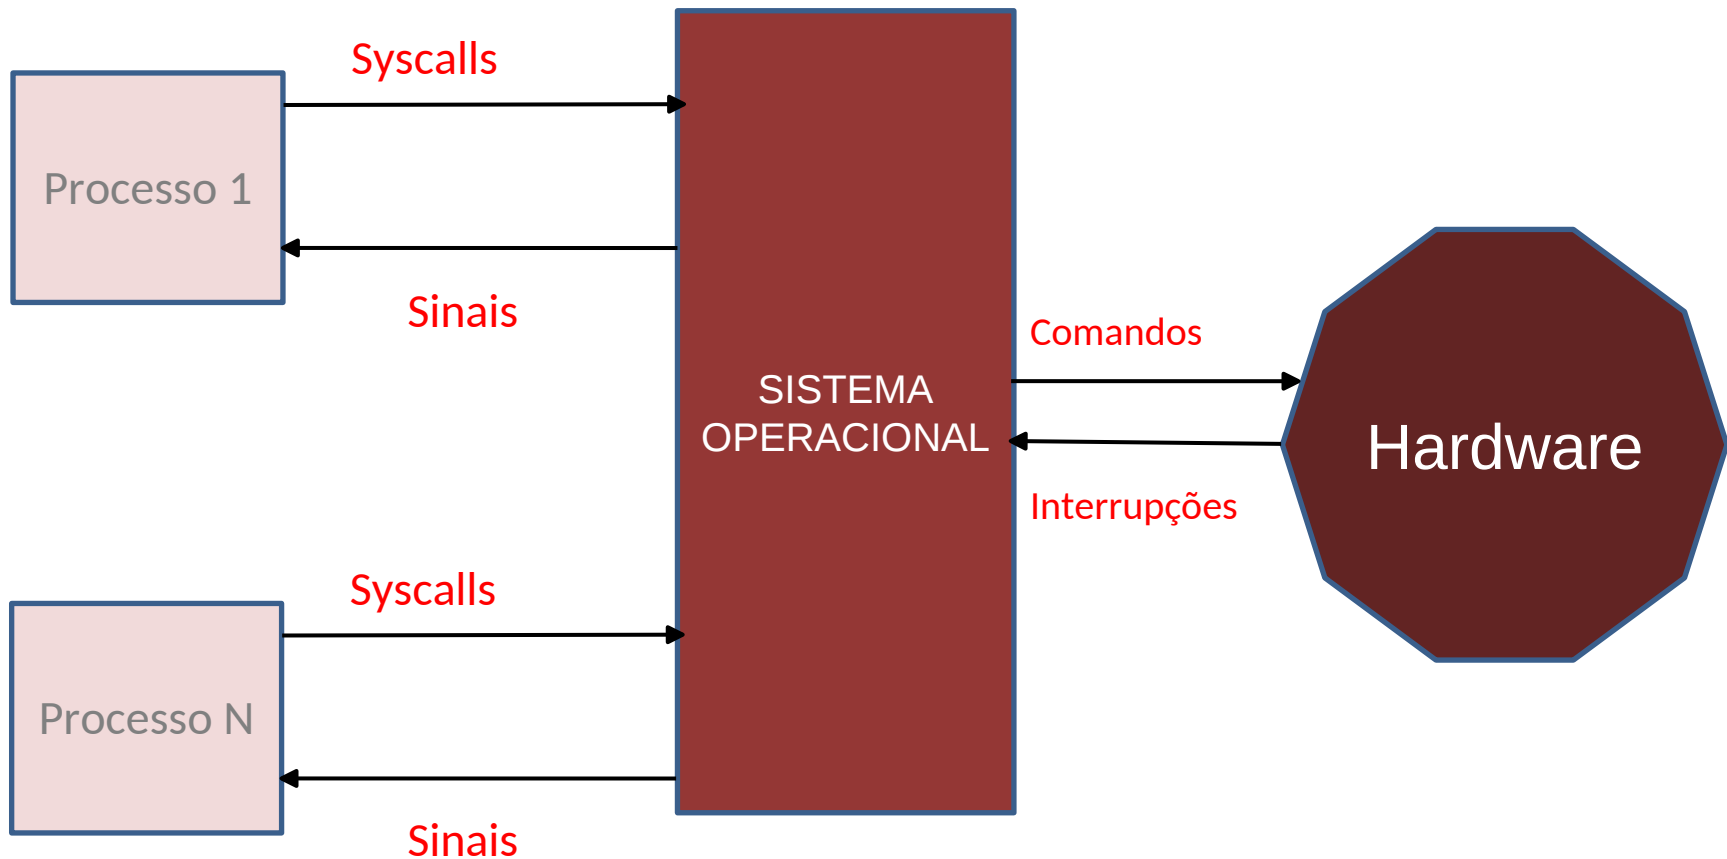 Syscalls
Processo 1
Sinais
SISTEMA
OPERACIONAL
Comandos
Hardware
Interrupções
Syscalls
Processo N
Sinais